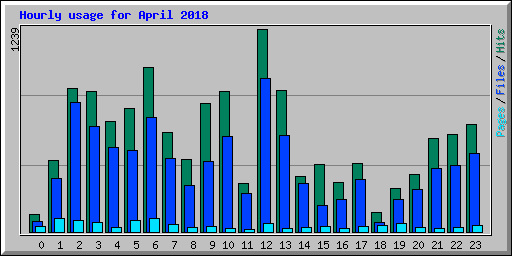 Hourly usage for April 2018
1239
Pages/Files/Hits
0 1 2 3 4 5 6 7 8 9 10 11 12 13 14 15 16 17 18 19 20 21 22 23